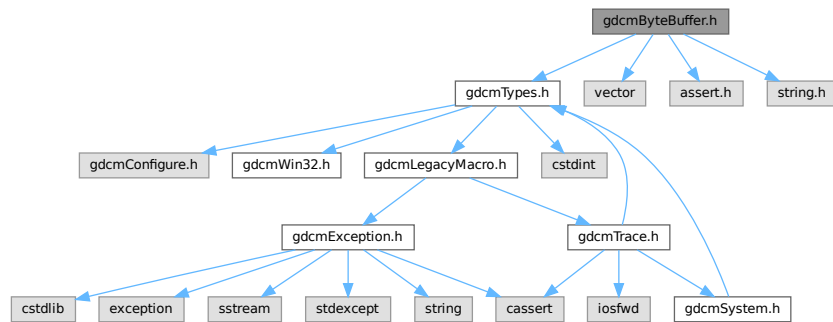 gdcmByteBuffer.h
gdcmTypes.h
vector
assert.h
string.h
gdcmConfigure.h
gdcmWin32.h
gdcmLegacyMacro.h
cstdint
gdcmException.h
gdcmTrace.h
cstdlib
exception
sstream
stdexcept
string
cassert
iosfwd
gdcmSystem.h